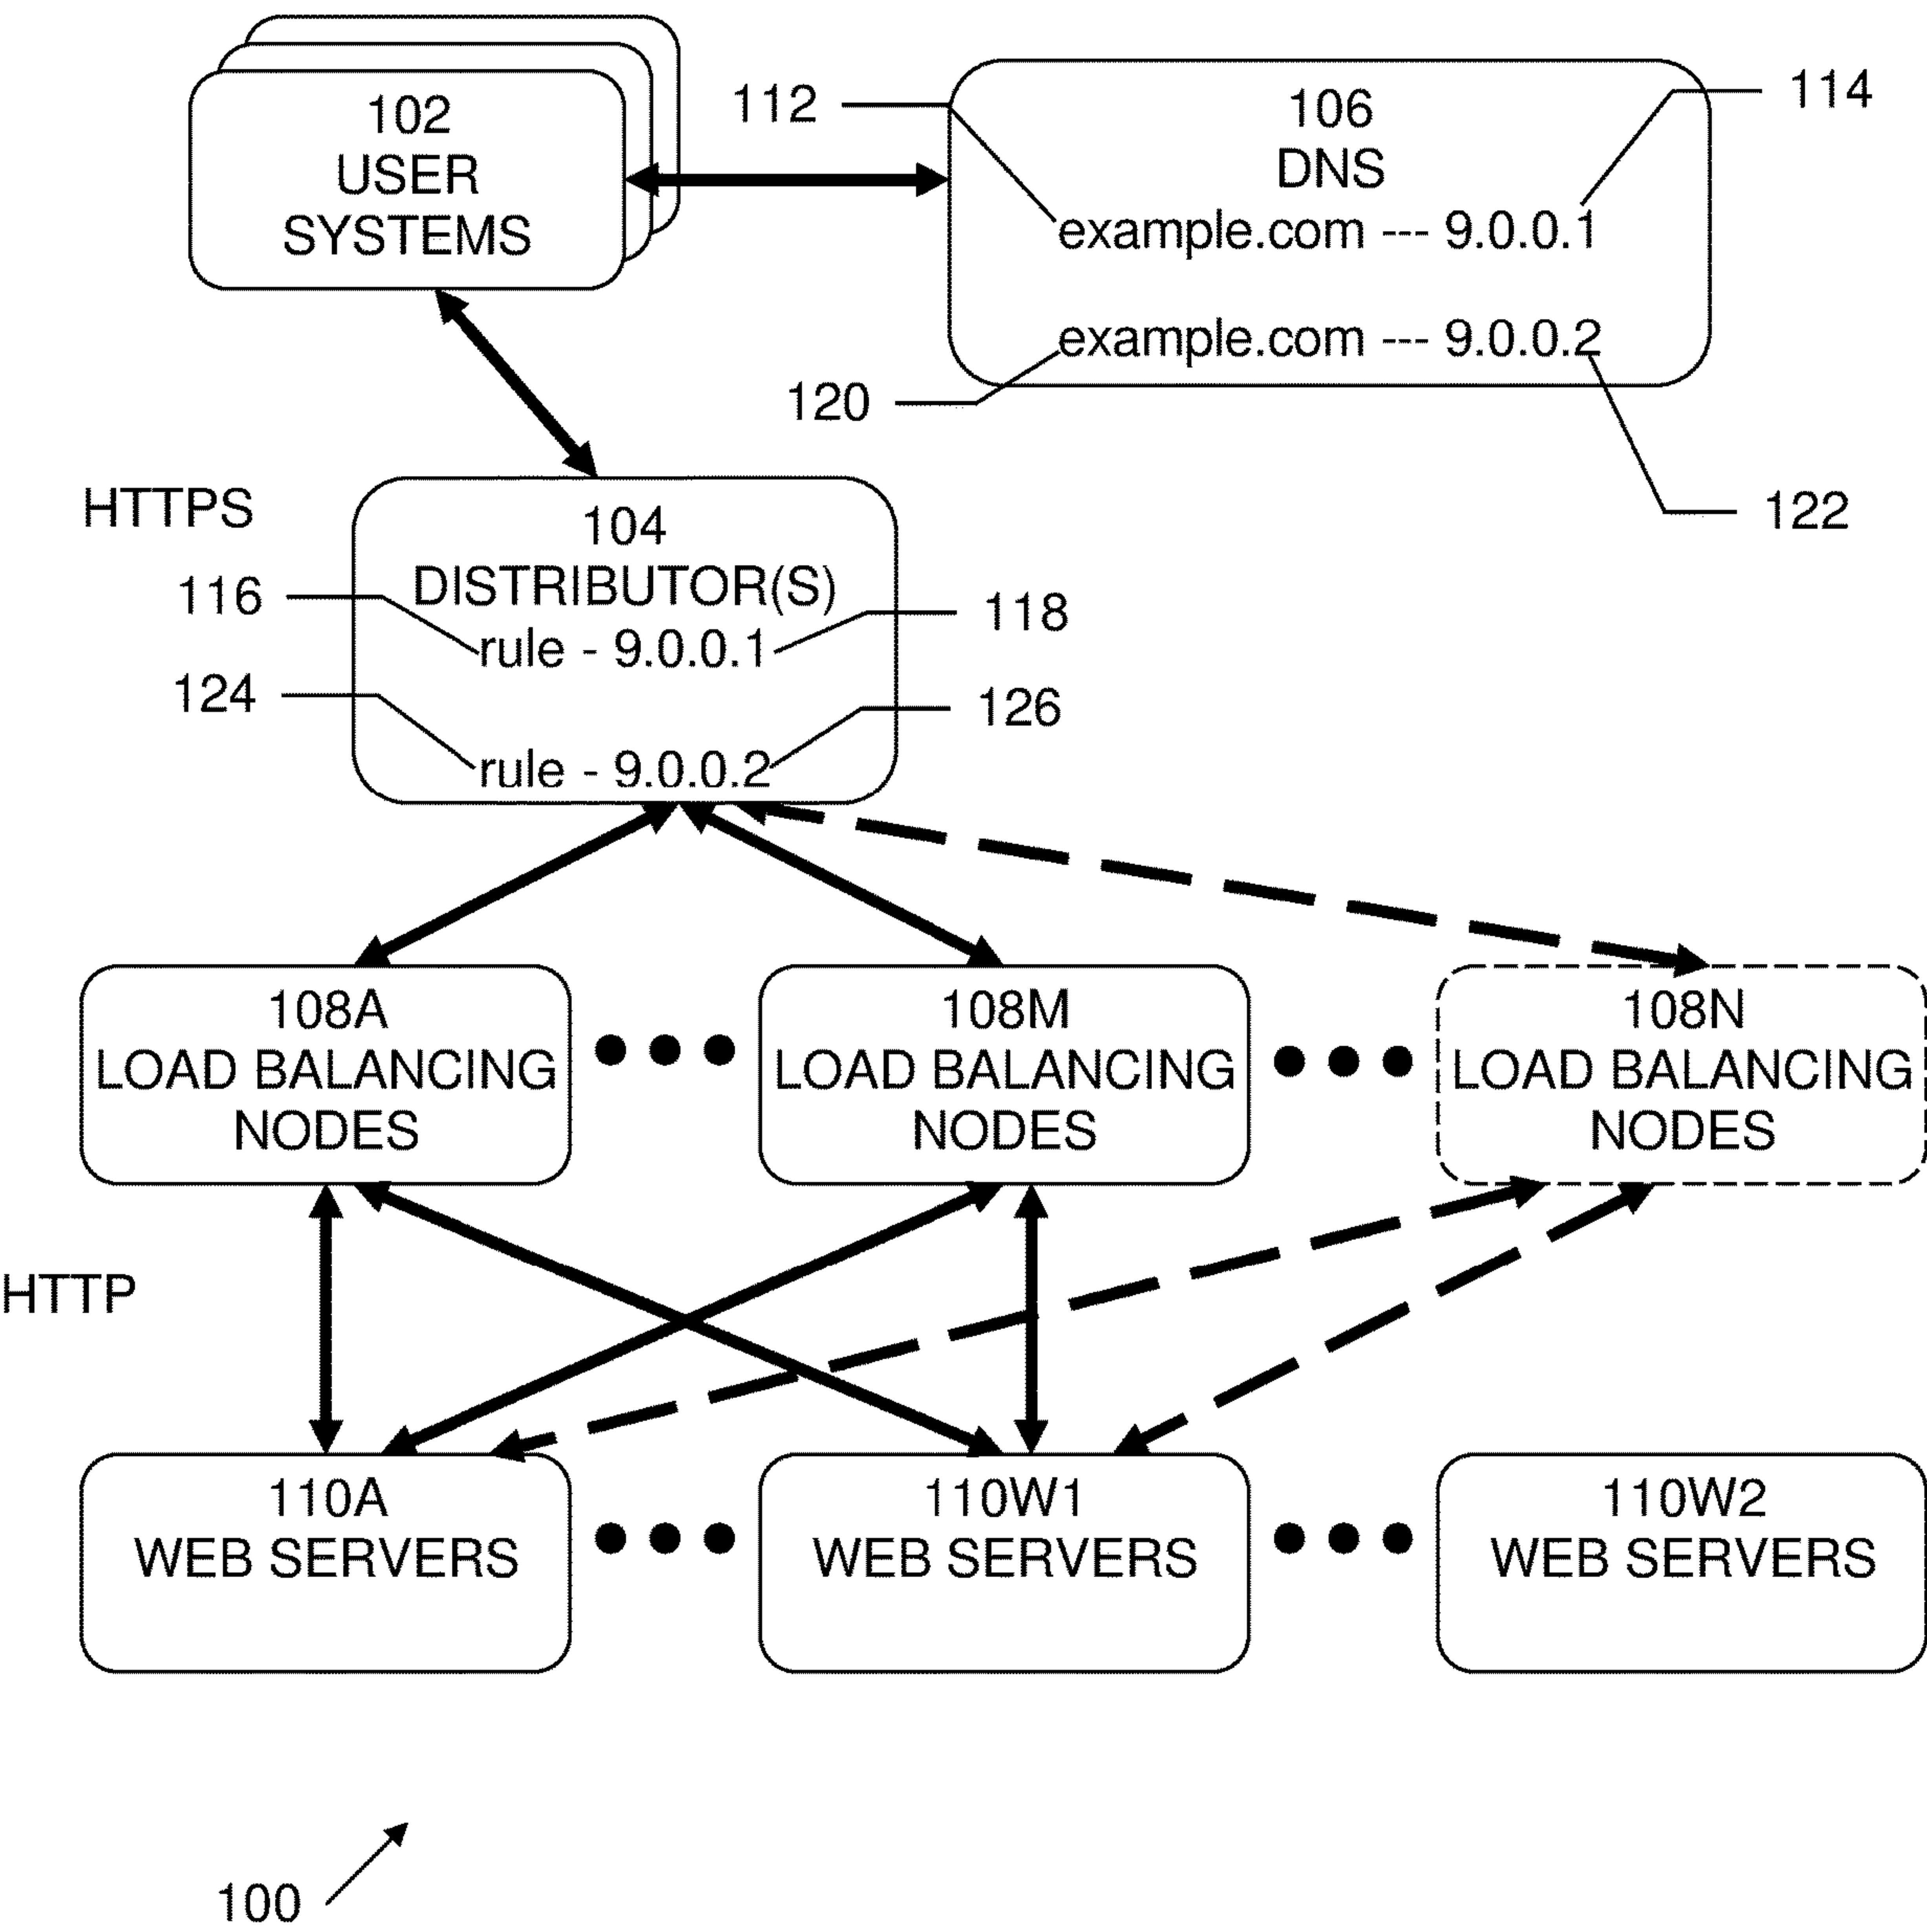 102
USER
SYSTEMS
112
106
DNS
114
example.com --- 9.0.0.1
example.com --- 9.0.0.2
120
122
HTTPS
104
DISTRIBUTOR(S)
116
118
rule - 9.0.0.1
124
126
rule - 9.0.0.2
108A
LOAD BALANCING
NODES
108M
LOAD BALANCING
NODES
108N
LOAD BALANCING
NODES
HTTP
110A
WEB SERVERS
110W1
WEB SERVERS
110W2
WEB SERVERS
100